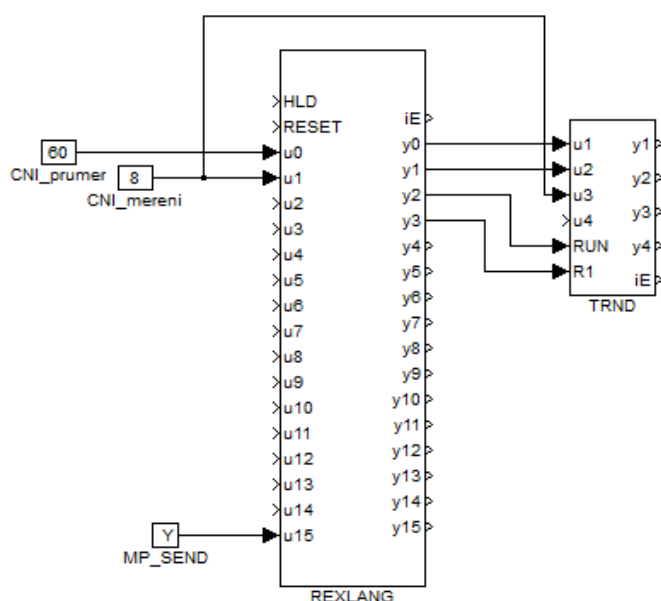 HLD
RESET
iE
60
CNI_prumer
8
CNI_mereni
u0
u1
u2
u3
u4
u5
u6
u7
u8
u9
u10
u11
u12
u13
u14
u15
y0
y1
y2
y3
y4
y5
y6
y7
y8
y9
y10
y11
y12
y13
y14
y15
Y
MP_SEND
REXLANG
u1
u2
u3
u4
RUN
R1
y1
y2
y3
y4
iE
TRND